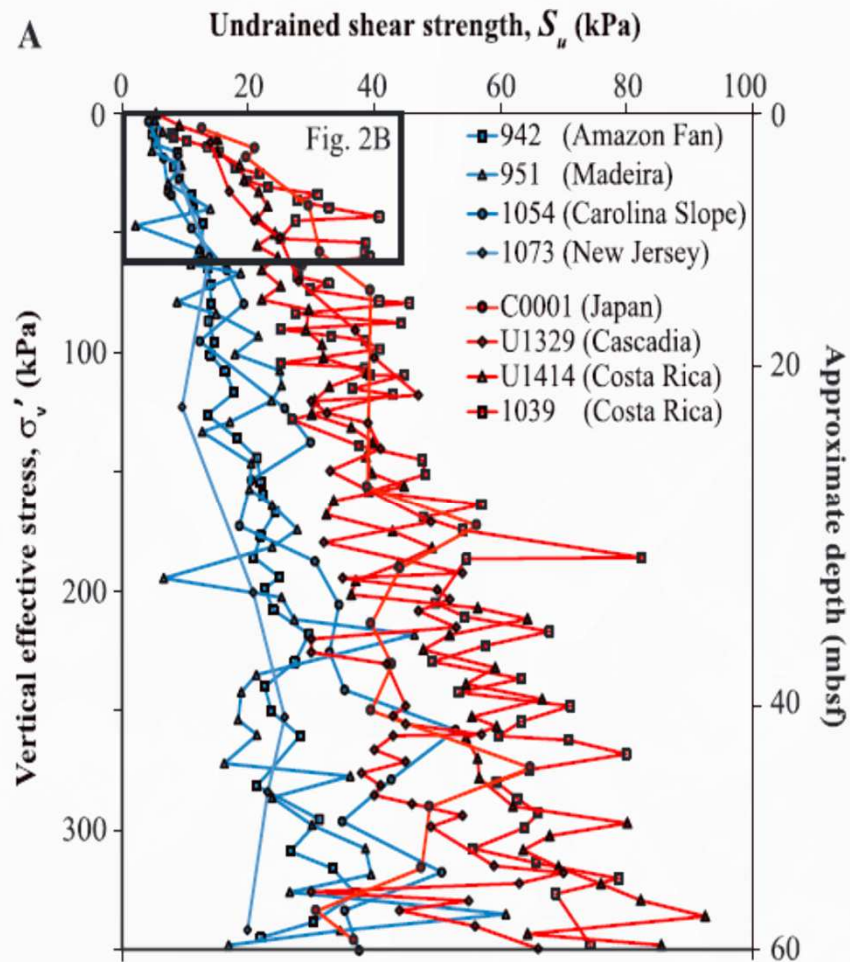 A
Undrained shear strength, Su (kPa)
0 20 40 60 80 100
0
100
200
300
Vertical effective stress, σv′ (kPa)
Fig. 2B
942 (Amazon Fan)
951 (Madeira)
1054 (Carolina Slope)
1073 (New Jersey)
C0001 (Japan)
U1329 (Cascadia)
U1414 (Costa Rica)
1039 (Costa Rica)
0
20
40
60
Approximate depth (mbsf)